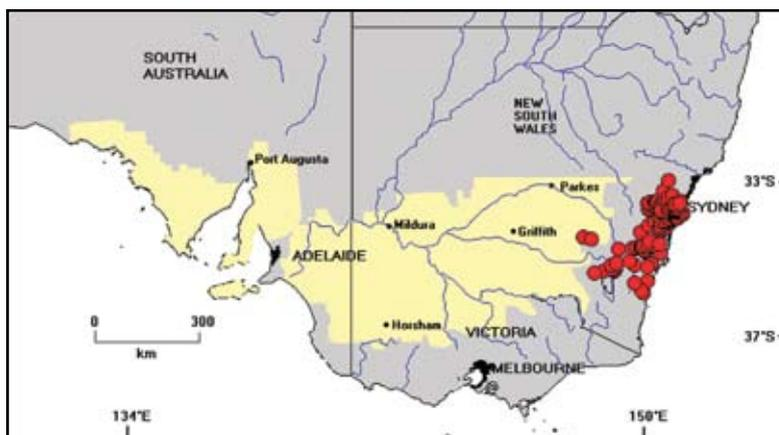 SOUTH
AUSTRALIA
NEW
SOUTH
WALES
Port Augusta
Parkes
33°S
SYDNEY
Mildura
Griffith
ADELAIDE
0 300
km
Horsham
VICTORIA
37°S
MELBOURNE
134°E 150°E